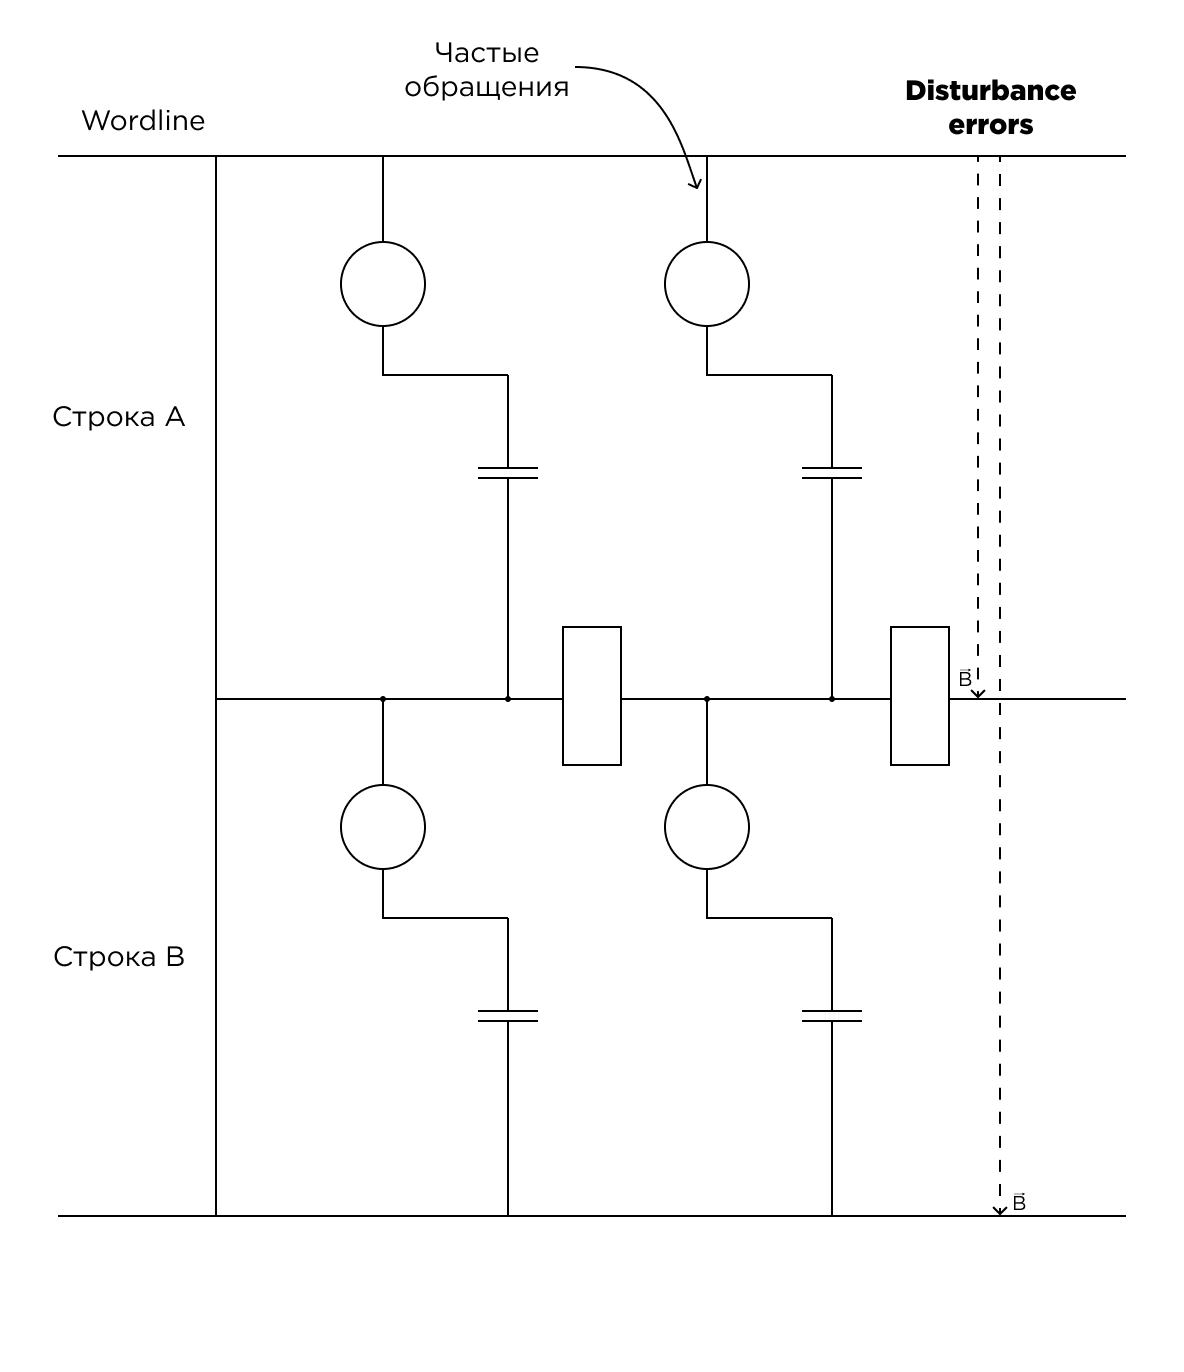 Частые
обращения
Disturbance
errors
Wordline
Строка А
B⃗
Строка В
B⃗